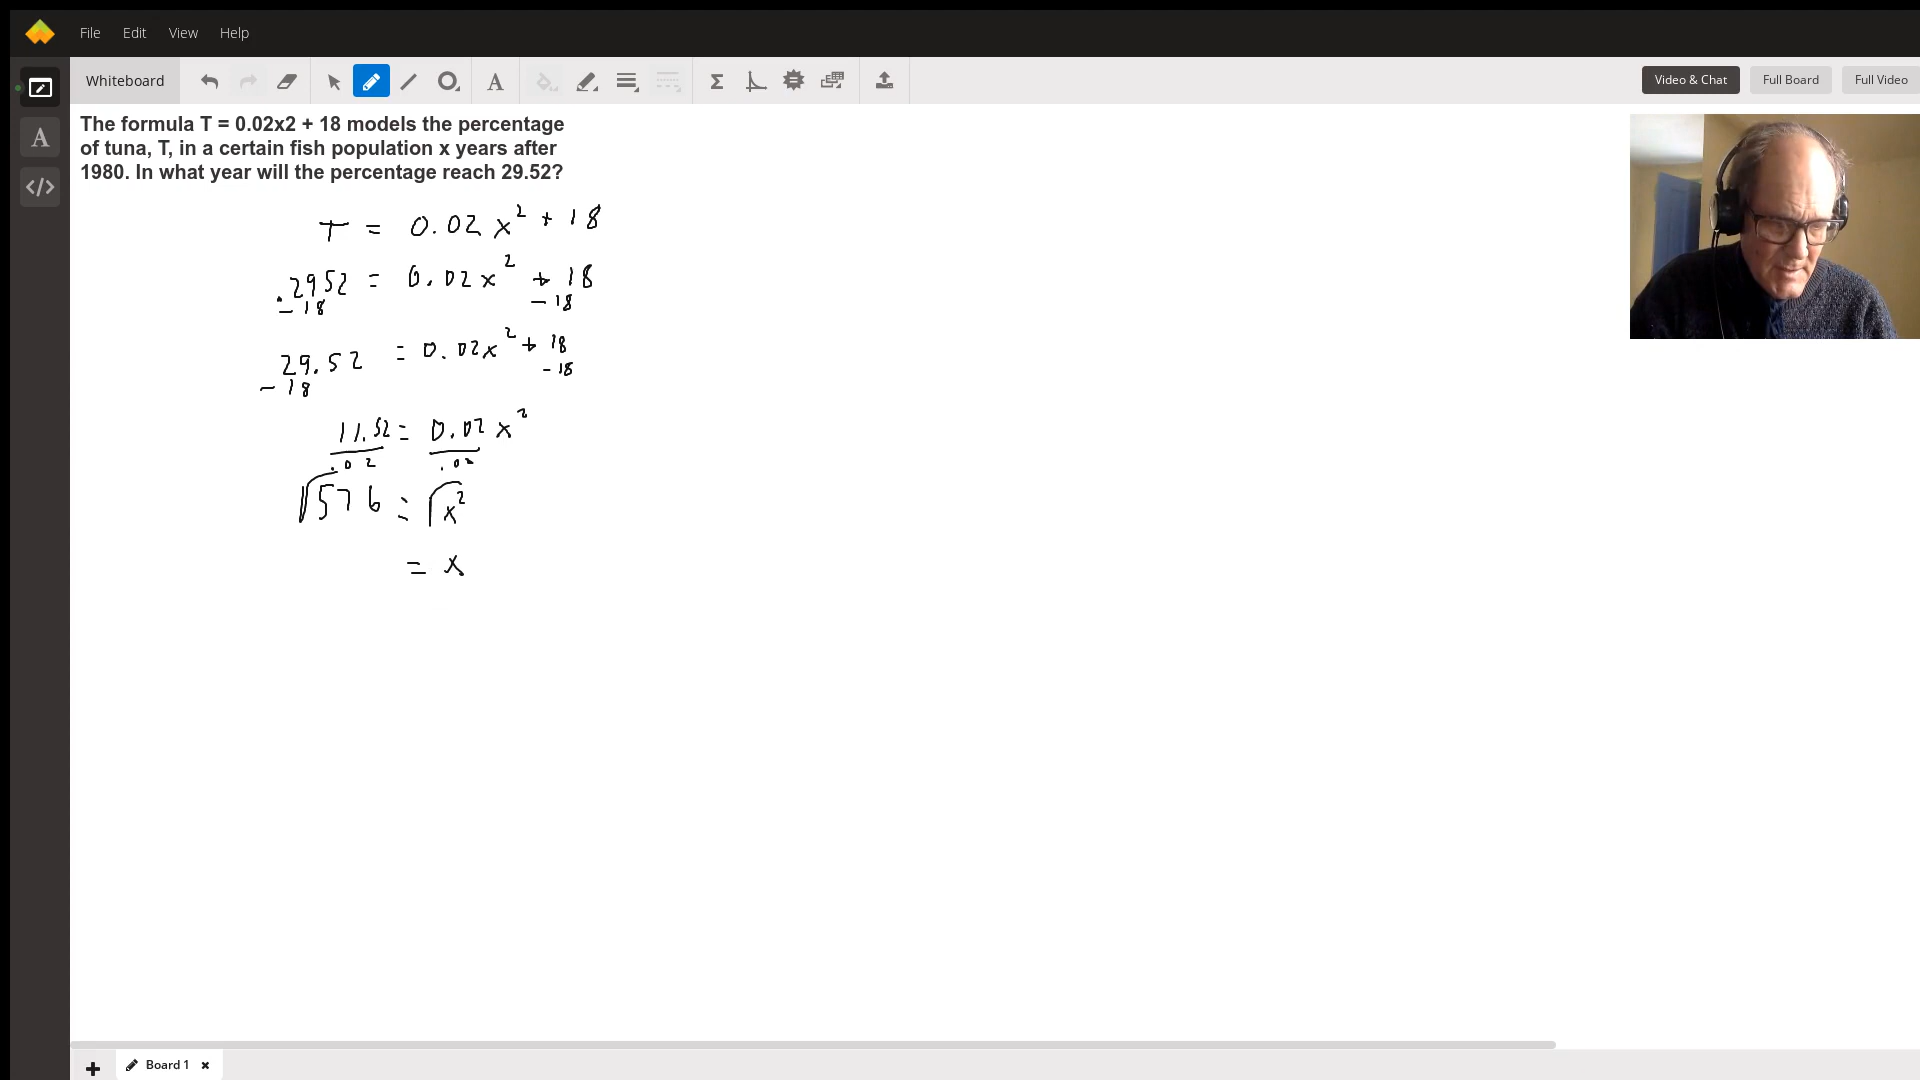 File Edit View Help
Whiteboard
A
Σ
Video & Chat Full Board Full Video
A
</>
The formula T = 0.02x2 + 18 models the percentage
of tuna, T, in a certain fish population x years after
1980. In what year will the percentage reach 29.52?
T = 0.02x² + 18
2952 = 0.02x² + 18
- 18 - 18
29.52 = 0.02x² + 18
- 18 - 18
11.52 = 0.02x²
.02 .02
√576 = √x²
= x
Board 1